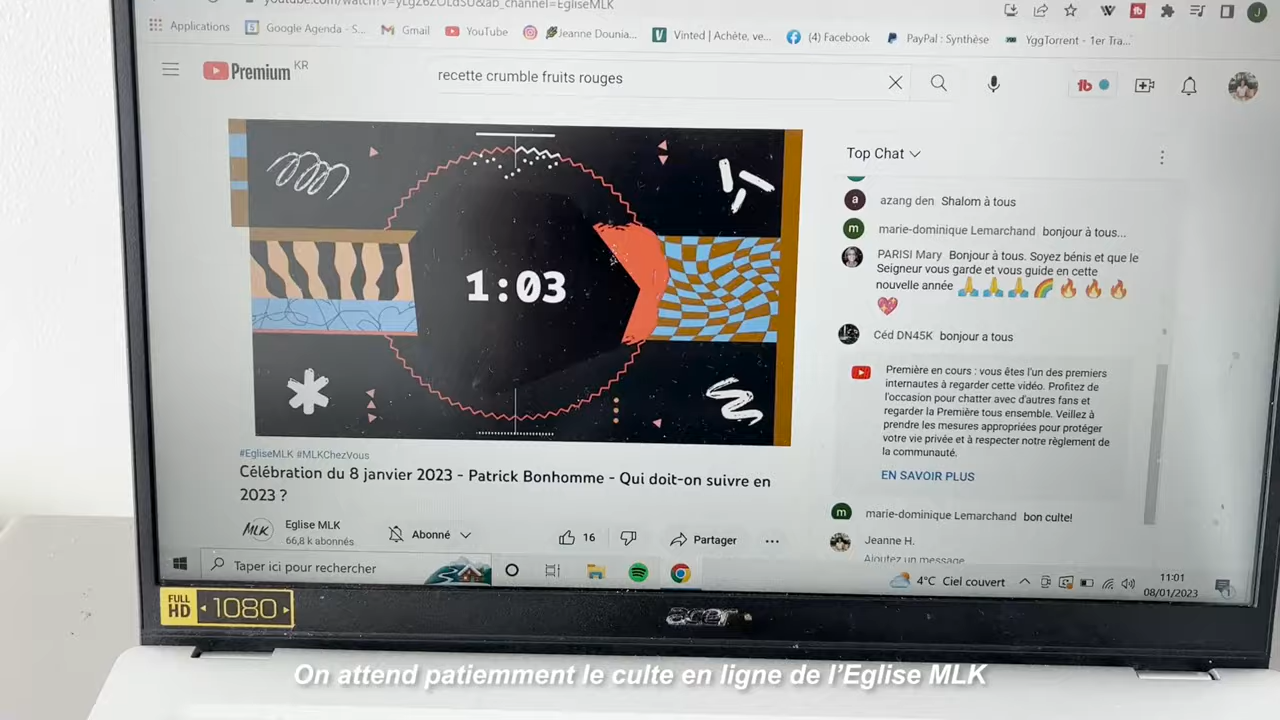 Applications
Google Agenda - S...
Gmail
YouTube
Jeanne Dounia...
Vinted | Achète, ve...
(4) Facebook
PayPal : Synthèse
YggTorrent - 1er Tra...
Premium KR
recette crumble fruits rouges
1:03
Top Chat
azang den Shalom à tous
marie-dominique Lemarchand bonjour à tous...
PARISI Mary Bonjour à tous. Soyez bénis et que le
Seigneur vous garde et vous guide en cette
nouvelle année 🙏🙏🙏🌈🔥🔥🔥
💖
Céd DN45K bonjour a tous
Première en cours : vous êtes l'un des premiers
internautes à regarder cette vidéo. Profitez de
l'occasion pour chatter avec d'autres fans et
regarder la Première tous ensemble. Veillez à
prendre les mesures appropriées pour protéger
votre vie privée et à respecter notre règlement de
la communauté.
EN SAVOIR PLUS
marie-dominique Lemarchand bon culte!
Jeanne H.
Ajoutez un message
#EgliseMLK #MLKChezVous
Célébration du 8 janvier 2023 - Patrick Bonhomme - Qui doit-on suivre en
2023 ?
MLK
Eglise MLK
66,8 k abonnés
Abonné
16
Partager
Taper ici pour rechercher
4°C Ciel couvert
11:01
08/01/2023
FULL
HD
1080
acer
On attend patiemment le culte en ligne de l'Eglise MLK